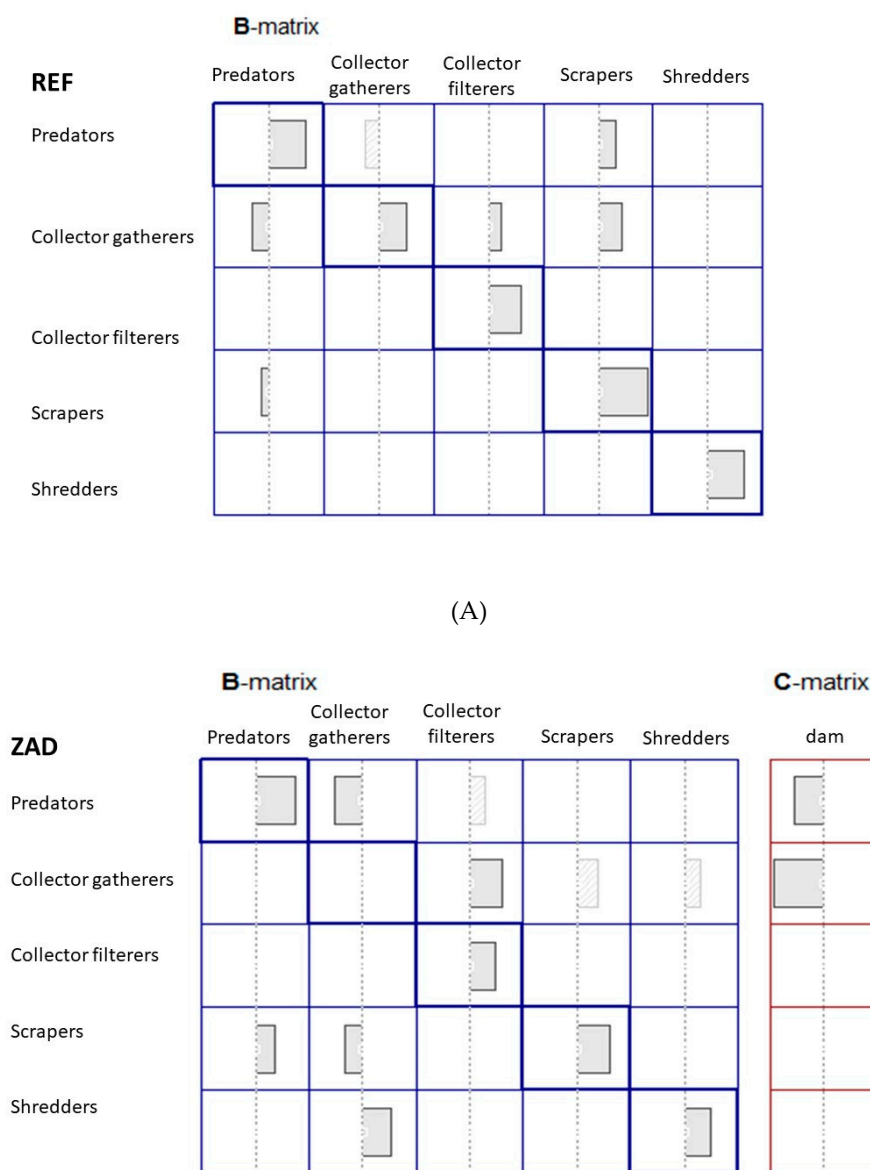 B-matrix
REF
Predators
Collector
gatherers
Collector
filterers
Scrapers
Shredders
Predators
Collector gatherers
Collector filterers
Scrapers
Shredders
(A)
B-matrix
C-matrix
ZAD
Predators
Collector
gatherers
Collector
filterers
Scrapers
Shredders
dam
Predators
Collector gatherers
Collector filterers
Scrapers
Shredders